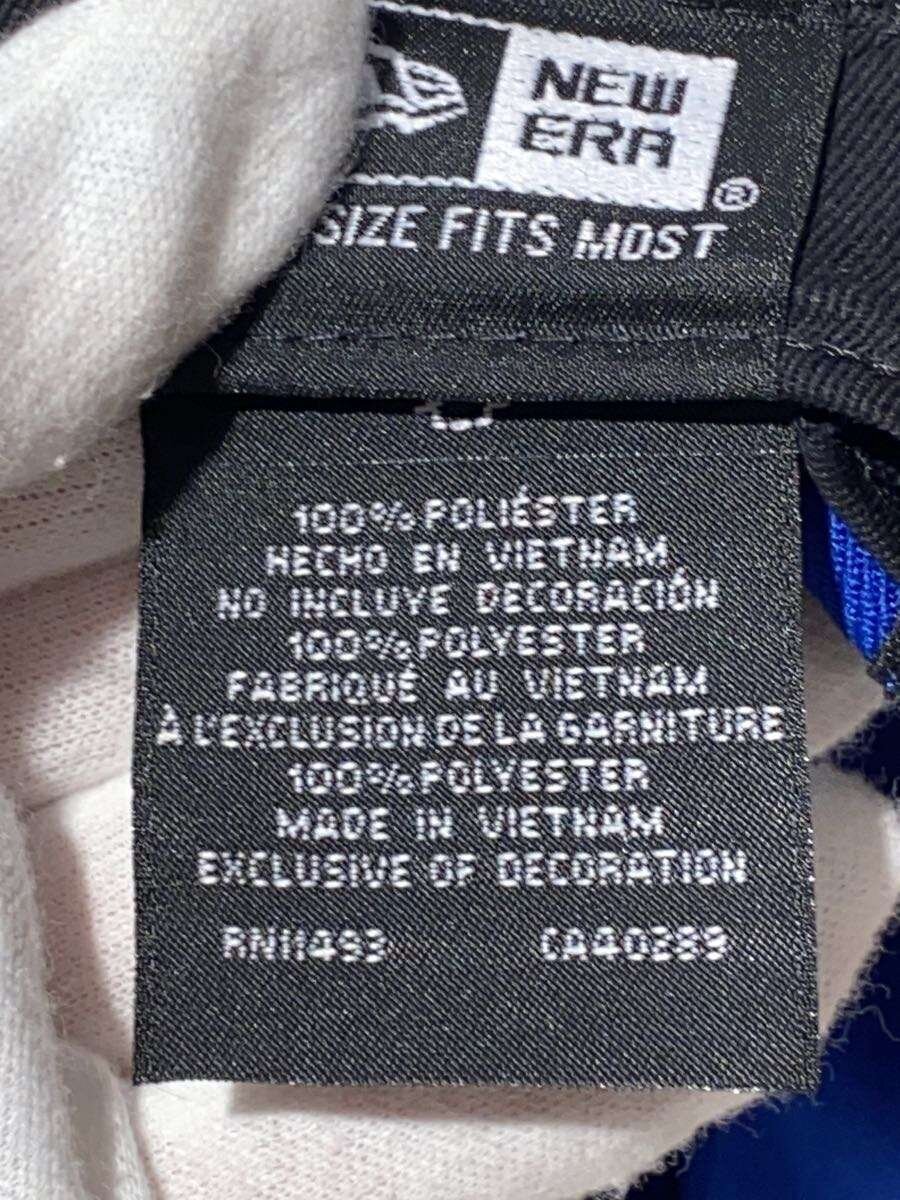 NEW
ERA
®
SIZE FITS MOST
100% POLIÉSTER
HECHO EN VIETNAM
NO INCLUYE DECORACIÓN
100% POLYESTER
FABRIQUÉ AU VIETNAM
À L'EXCLUSION DE LA GARNITURE
100% POLYESTER
MADE IN VIETNAM
EXCLUSIVE OF DECORATION
RN11493 CA40289